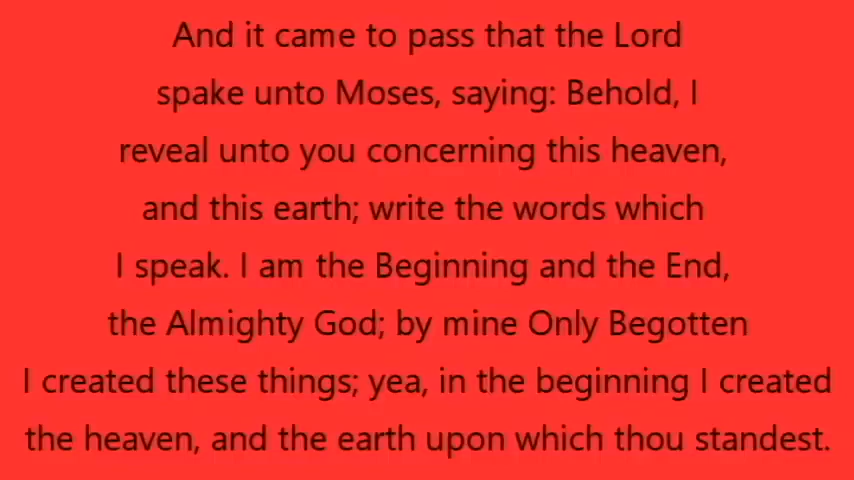 And it came to pass that the Lord
spake unto Moses, saying: Behold, I
reveal unto you concerning this heaven,
and this earth; write the words which
I speak. I am the Beginning and the End,
the Almighty God; by mine Only Begotten
I created these things; yea, in the beginning I created
the heaven, and the earth upon which thou standest.